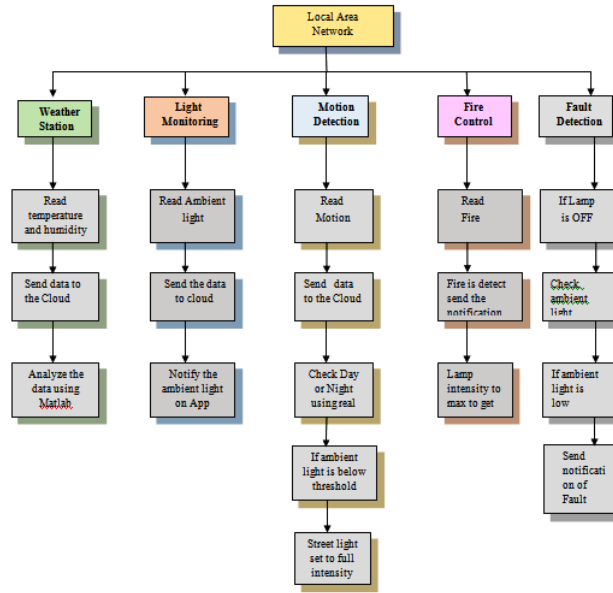 Local Area
Network
Weather
Station
Light
Monitoring
Motion
Detection
Fire
Control
Fault
Detection
Read
temperature
and humidity
Read Ambient
light
Read
Motion
Read
Fire
If Lamp
is OFF
Send data to
the Cloud
Send the data
to cloud
Send data
to the Cloud
Fire is detect
send the
notification
Check
ambient
light
Analyze the
data using
Matlab
Notify the
ambient light
on App
Check Day
or Night
using real
Lamp
intensity to
max to get
If ambient
light is
low
If ambient
light is below
threshold
Send
notificati
on of
Fault
Street light
set to full
intensity